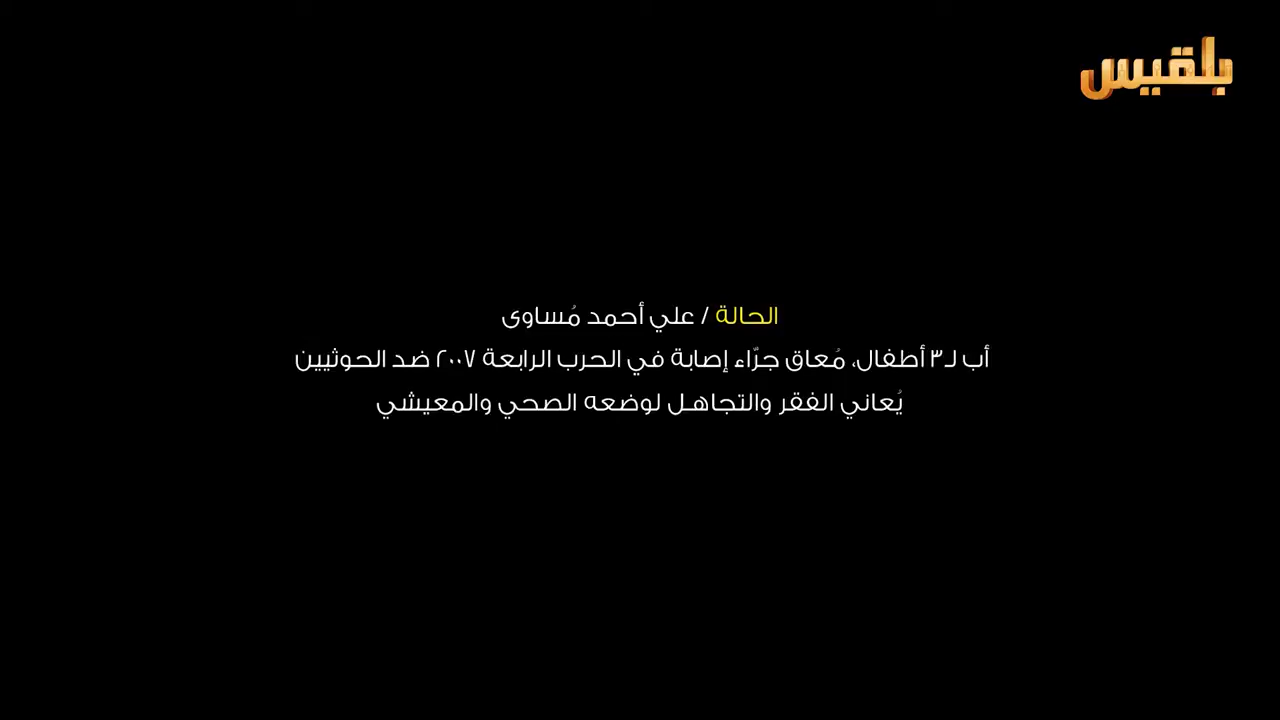 بلقيس
الحالة / علي أحمد مُساوى
أب لـ٣ أطفال، مُعاق جرّاء إصابة في الحرب الرابعة ٢٠٠٧ ضد الحوثيين
يُعاني الفقر والتجاهـل لوضعه الصحي والمعيشي